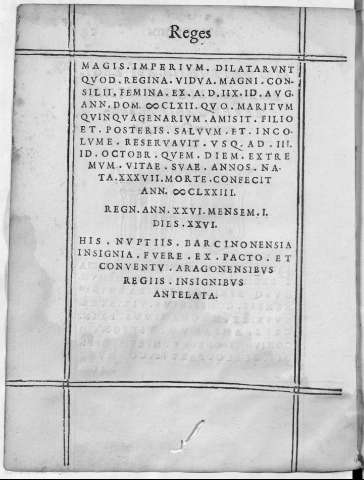 Reges
MAGIS . IMPERIVM . DILATARVNT
QVOD . REGINA . VIDVA . MAGNI . CON-
SILII . FEMINA . EX . A . D . IIX . ID . AVG .
ANN . DOM . ∞CLXII . QVO . MARITVM
QVINQVAGENARIVM . AMISIT . FILIO
ET . POSTERIS . SALVVM . ET . INCO-
LVME . RESERVAVIT . VSQ . AD . III.
ID . OCTOBR . QVEM . DIEM . EXTRE
MVM . VITAE . SVAE . ANNOS . NA-
TA . XXXVII . MORTE . CONFECIT
ANN . ∞CLXXIII.
REGN . ANN . XXVI . MENSEM . I.
DIES . XXVI.
HIS . NVPTIIS . BARCINONENSIA
INSIGNIA . FVERE . EX . PACTO . ET
CONVENTV . ARAGONENSIBVS
REGIIS . INSIGNIBVS
ANTELATA.